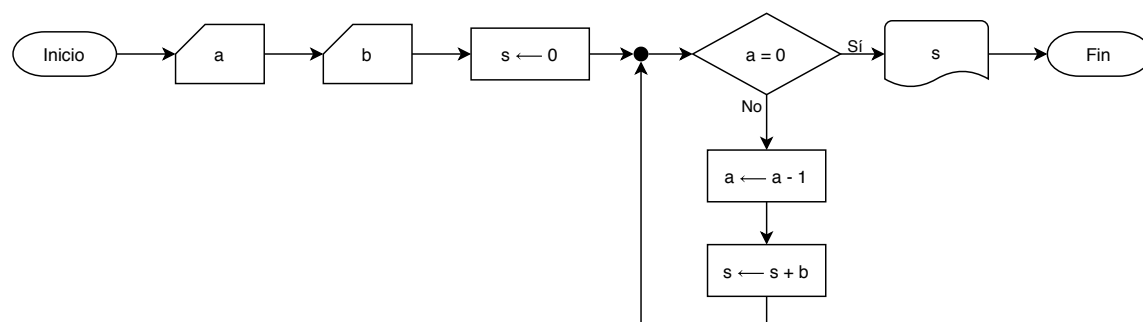 Inicio
a
b
s ⟵ 0
a = 0
Sí
s
Fin
No
a ⟵ a - 1
s ⟵ s + b